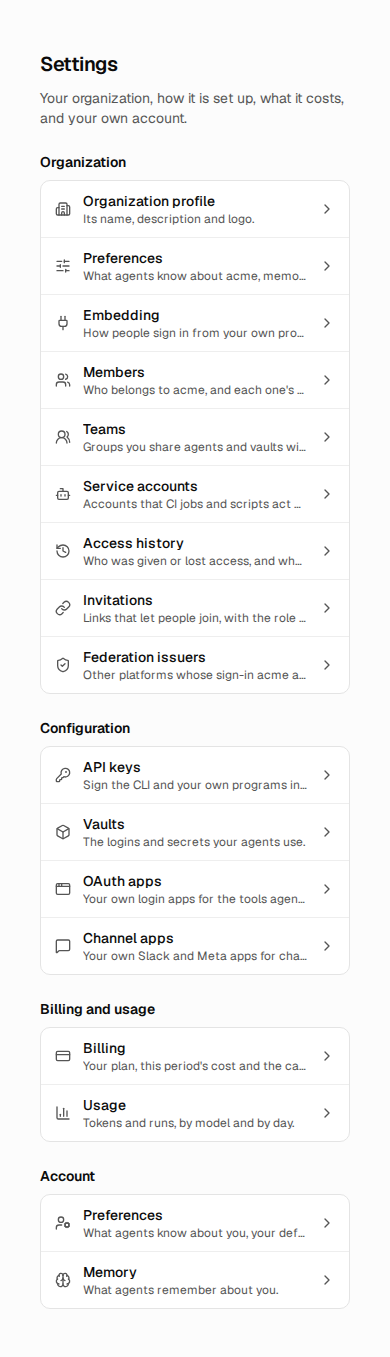 Settings
Your organization, how it is set up, what it costs,
and your own account.
Organization
Organization profile
Its name, description and logo.
Preferences
What agents know about acme, memo...
Embedding
How people sign in from your own pro...
Members
Who belongs to acme, and each one's ...
Teams
Groups you share agents and vaults wi...
Service accounts
Accounts that CI jobs and scripts act ...
Access history
Who was given or lost access, and wh...
Invitations
Links that let people join, with the role ...
Federation issuers
Other platforms whose sign-in acme a...
Configuration
API keys
Sign the CLI and your own programs in...
Vaults
The logins and secrets your agents use.
OAuth apps
Your own login apps for the tools agen...
Channel apps
Your own Slack and Meta apps for cha...
Billing and usage
Billing
Your plan, this period's cost and the ca...
Usage
Tokens and runs, by model and by day.
Account
Preferences
What agents know about you, your def...
Memory
What agents remember about you.